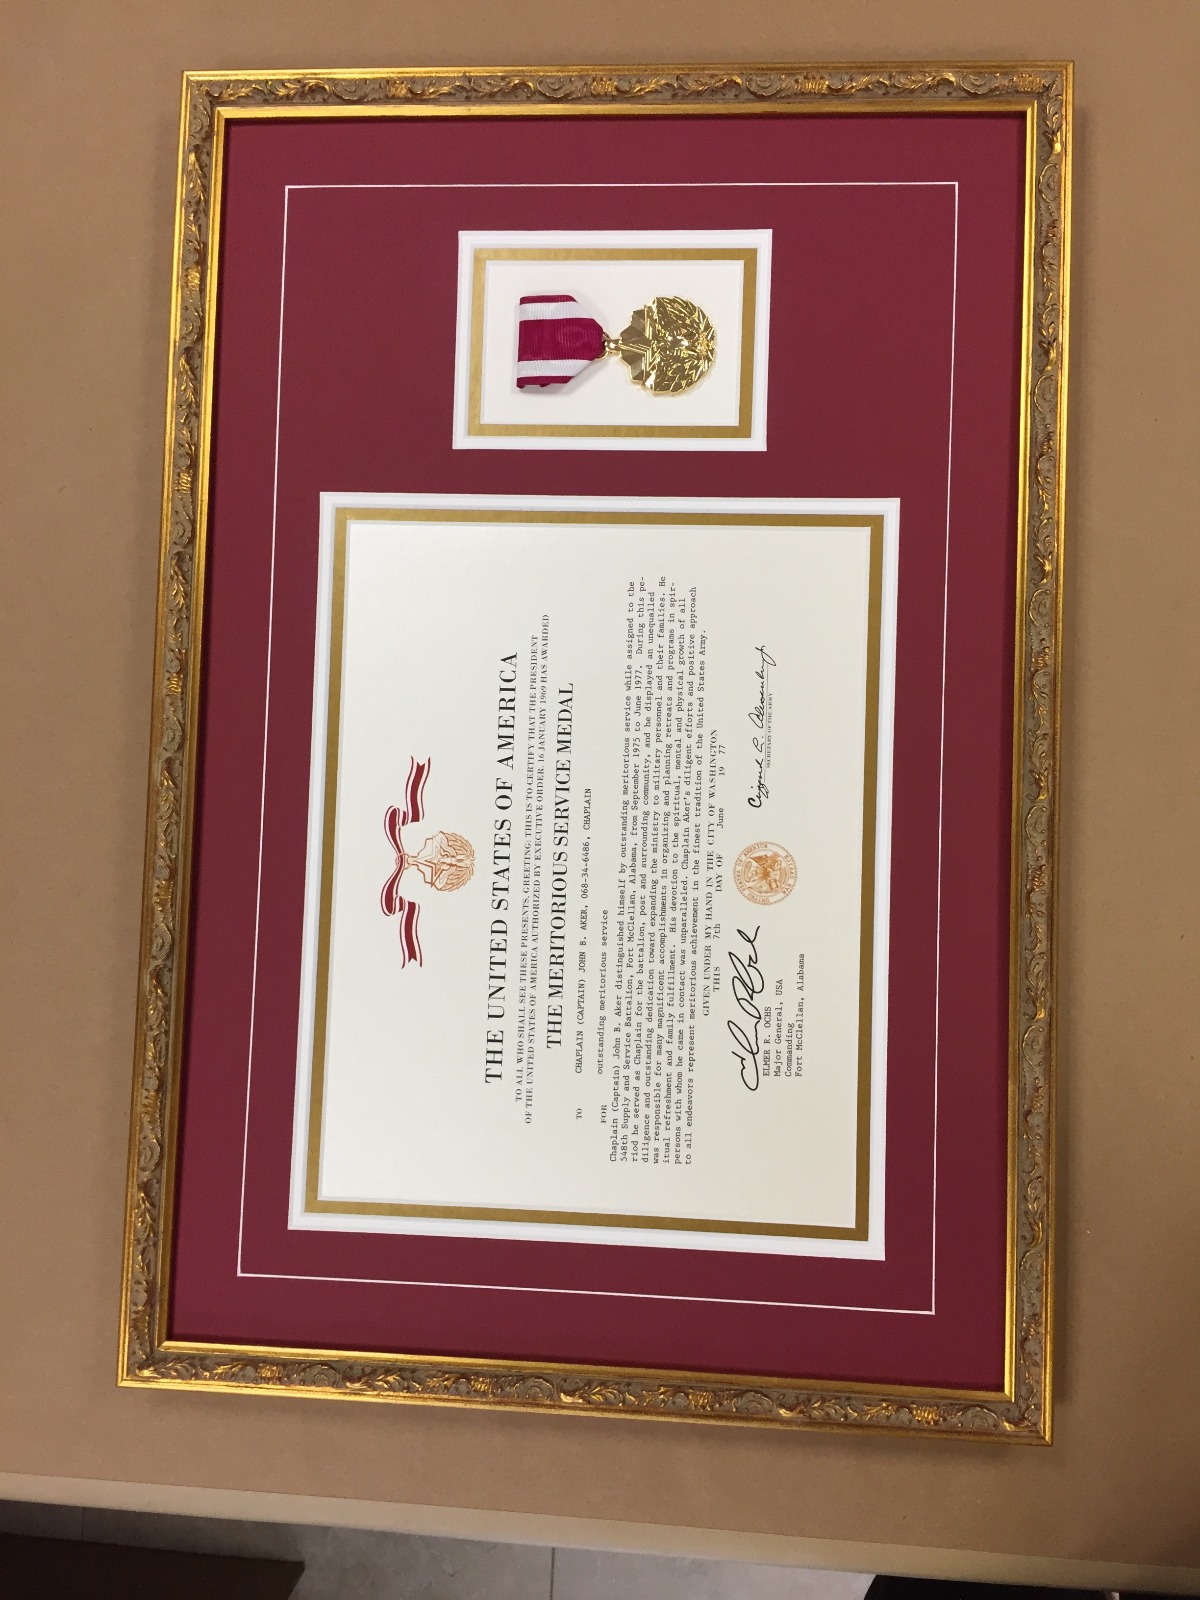 THE UNITED STATES OF AMERICA
TO ALL WHO SHALL SEE THESE PRESENTS, GREETING: THIS IS TO CERTIFY THAT THE PRESIDENT
OF THE UNITED STATES OF AMERICA AUTHORIZED BY EXECUTIVE ORDER, 16 JANUARY 1969 HAS AWARDED
THE MERITORIOUS SERVICE MEDAL
TO CHAPLAIN (CAPTAIN) JOHN B. AKER, 068-34-6486, CHAPLAIN
FOR
outstanding meritorious service
Chaplain (Captain) John B. Aker distinguished himself by outstanding meritorious service while assigned to the
548th Supply and Service Battalion, Fort McClellan, Alabama, from September 1975 to June 1977. During this pe-
riod he served as Chaplain for the battalion, post and surrounding community, and he displayed an unequalled
diligence and outstanding dedication toward expanding the ministry to military personnel and their families. He
was responsible for many magnificent accomplishments in organizing and planning retreats and programs in spir-
itual refreshment and family fulfillment. His devotion to the spiritual, mental and physical growth of all
persons with whom he came in contact was unparalleled. Chaplain Aker's diligent efforts and positive approach
to all endeavors represent meritorious achievement in the finest tradition of the United States Army.
GIVEN UNDER MY HAND IN THE CITY OF WASHINGTON
THIS 7th DAY OF June 19 77
ELMER R. OCHS
Major General, USA
Commanding
Fort McClellan, Alabama
SECRETARY OF THE ARMY